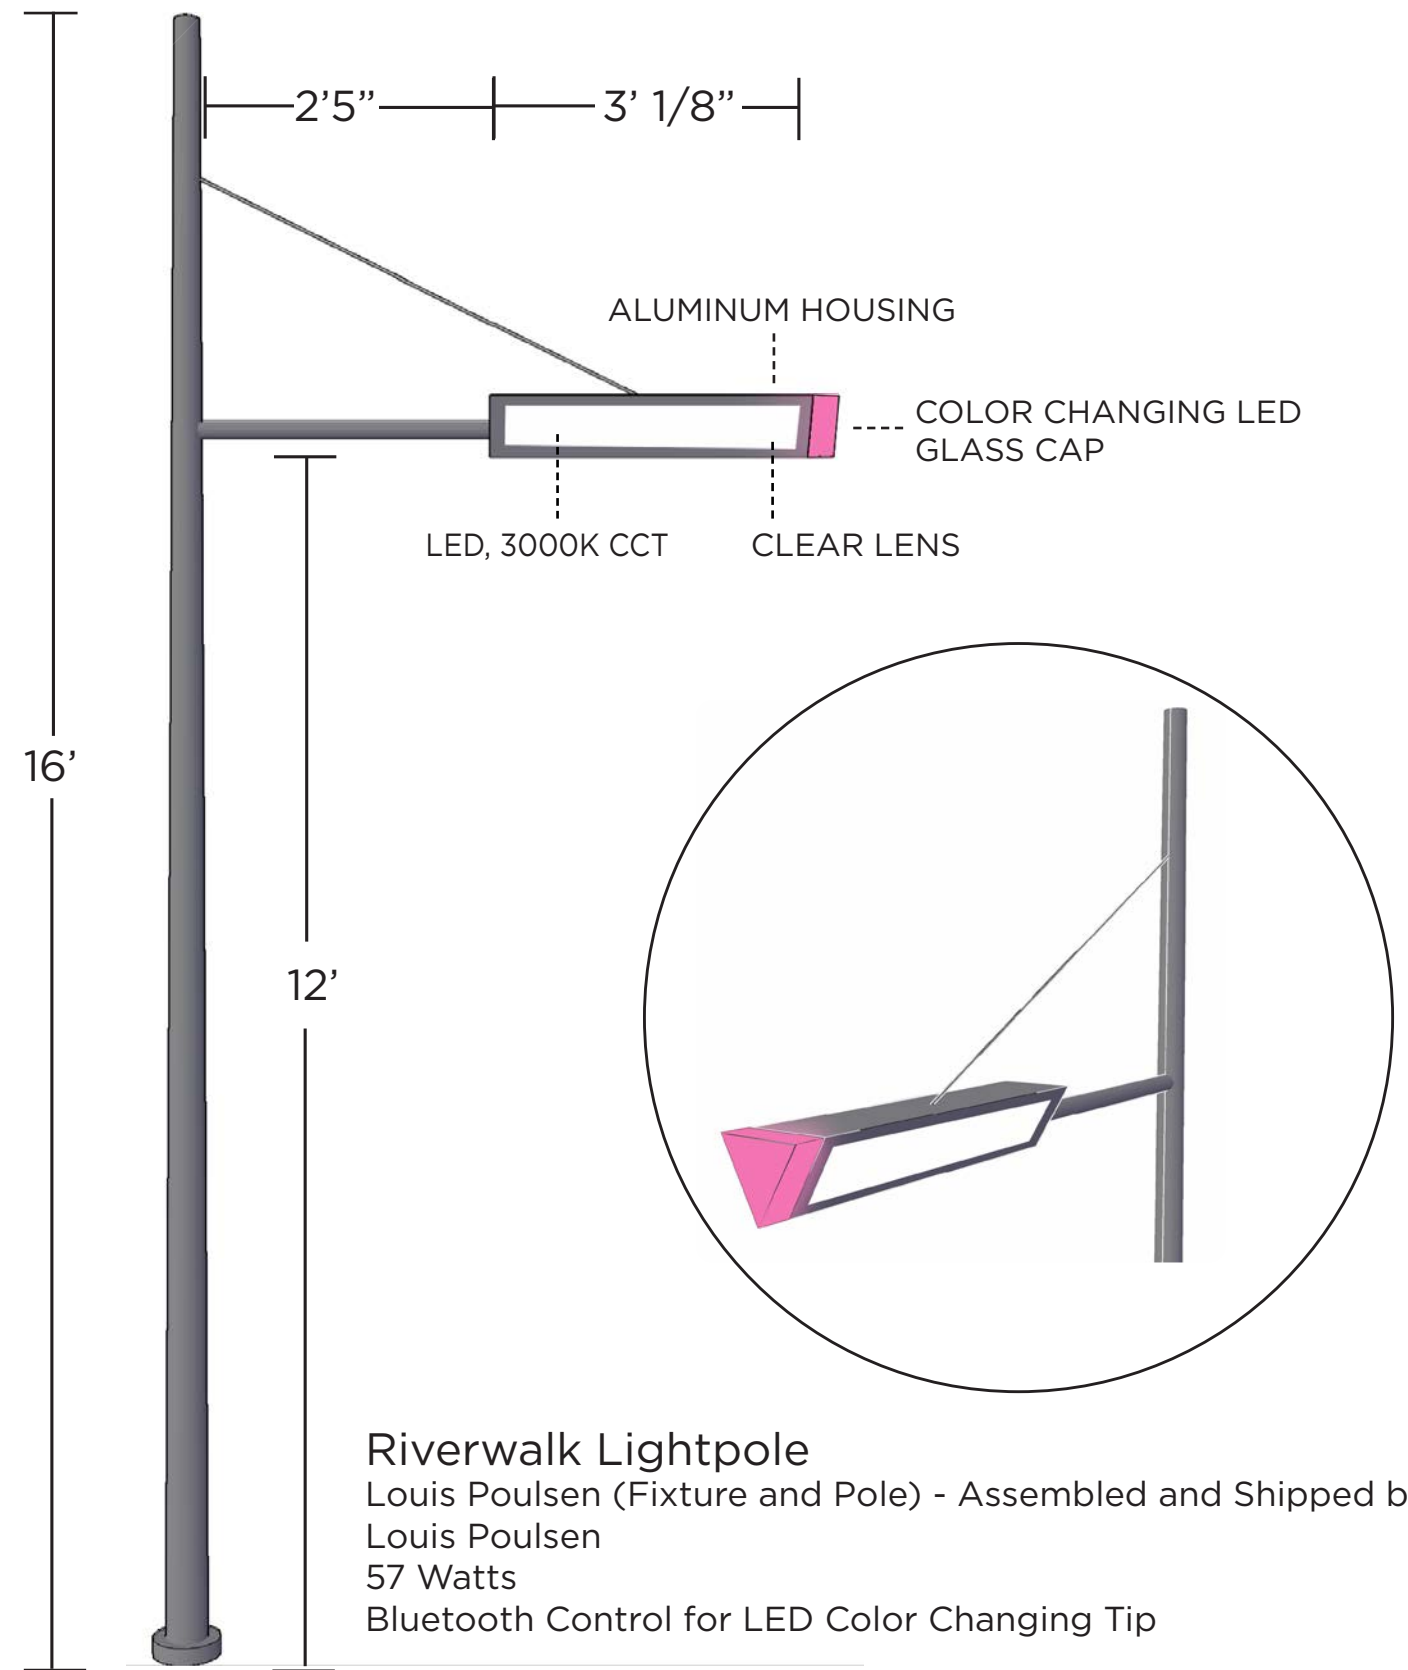 2’5”
3’ 1/8”
ALUMINUM HOUSING
COLOR CHANGING LED
GLASS CAP
LED, 3000K CCT
CLEAR LENS
16’
12’
Riverwalk Lightpole
Louis Poulsen (Fixture and Pole) - Assembled and Shipped b
Louis Poulsen
57 Watts
Bluetooth Control for LED Color Changing Tip